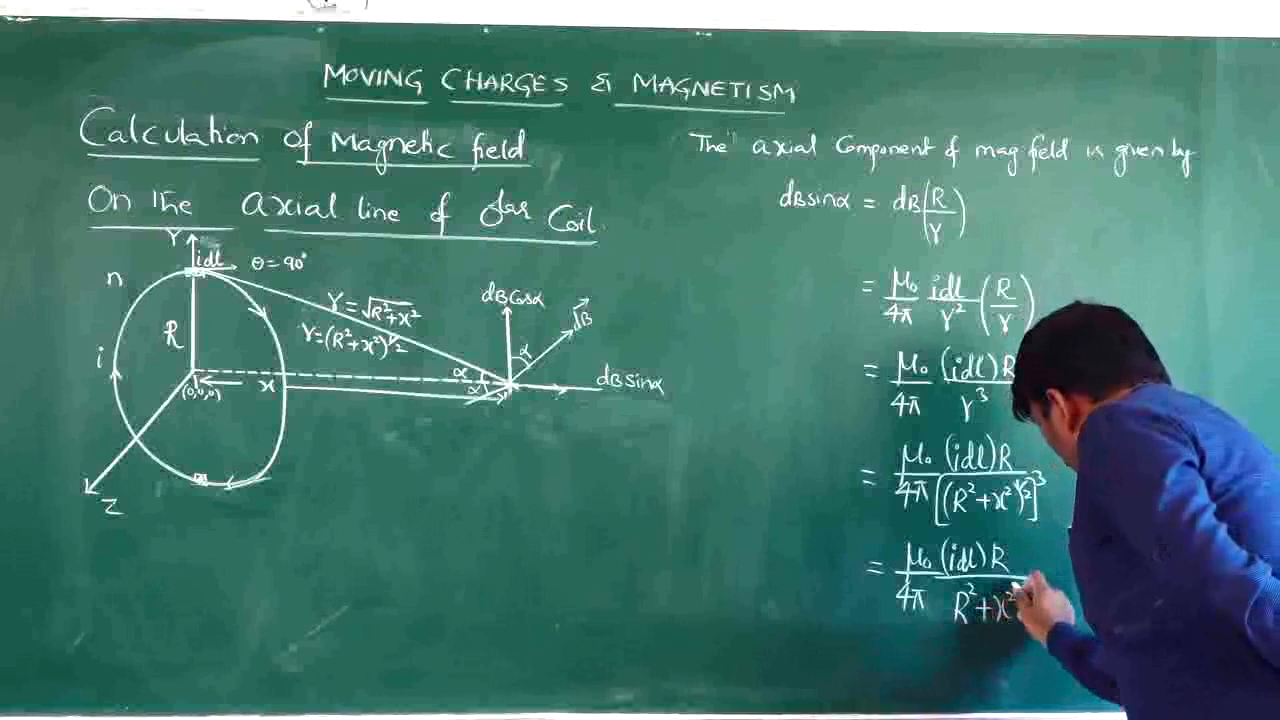 MOVING CHARGES & MAGNETISM
Calculation of Magnetic field
On the axial line of Coil.
Y
idl θ = 90°
n
γ = √R²+x²
γ = (R²+x²)^½
R
i
(0,0,0)
x
Z
dBcosα
dB
α
α
α
dBsinα
The axial Component of mag field is given by
dBsinα = dB(R/γ)
= μ₀/4π idl/γ² (R/γ)
= μ₀/4π (idl)R/γ³
= μ₀/4π (idl)R/[(R²+x²)^½]³
= μ₀/4π (idl)R/R²+x²